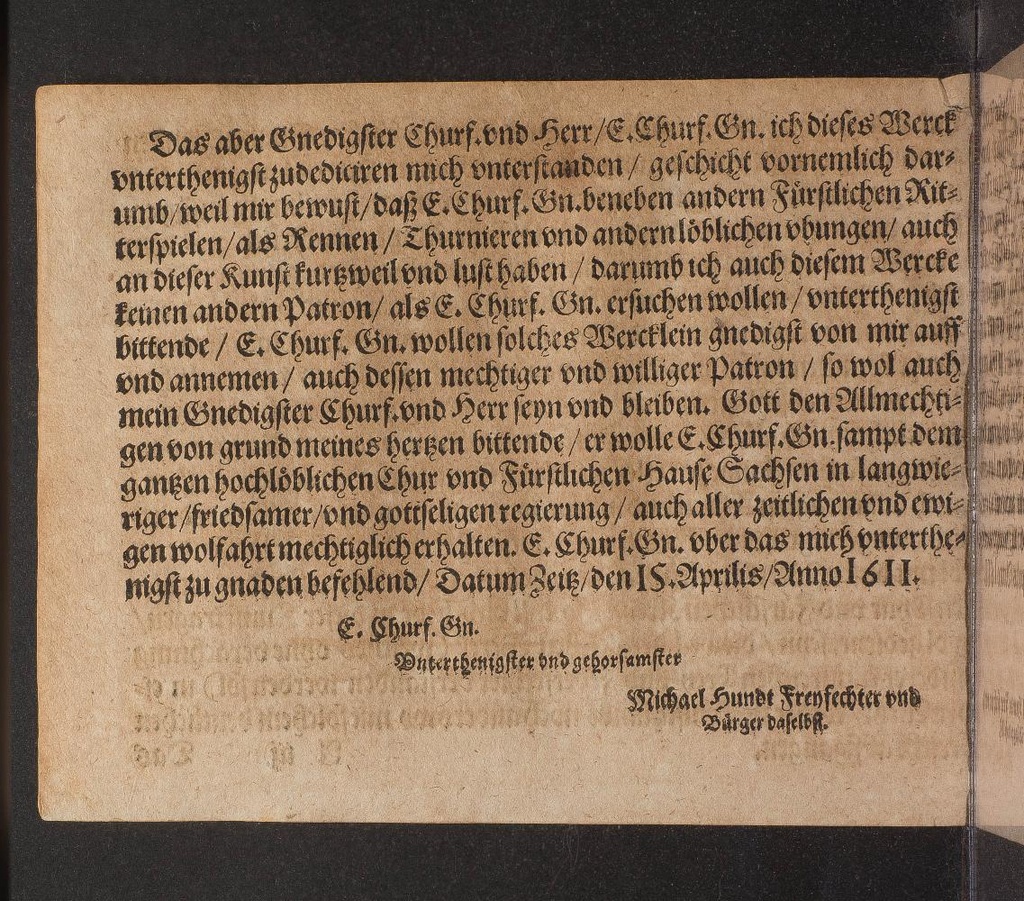 Das aber Gnedigster Churf. vnd Herr/ E. Churf. Gn. ich dieses Werck
vnterthenigst zudediciren mich vnterstanden / geschicht vornemlich dar-
umb/ weil mir bewust/ daß E. Churf. Gn. beneben andern Fürstlichen Rit-
terspielen/ als Rennen / Thurnieren vnd andern löblichen vbungen/ auch
an dieser Kunst kurtzweil vnd lust haben / darumb ich auch diesem Wercke
keinen andern Patron/ als E. Churf. Gn. ersuchen wollen / vnterthenigst
bittende / E. Churf. Gn. wollen solches Wercklein gnedigst von mir auff
vnd annemen / auch dessen mechtiger vnd williger Patron / so wol auch
mein Gnedigster Churf. vnd Herr seyn vnd bleiben. Gott den Allmechti-
gen von grund meines hertzen bittende / er wolle E. Churf. Gn. sampt dem
gantzen hochlöblichen Chur vnd Fürstlichen Hause Sachsen in langwie-
riger/ friedsamer/ vnd gottseligen regierung / auch aller zeitlichen vnd ewi-
gen wolfahrt mechtiglich erhalten. E. Churf. Gn. vber das mich vnterthe-
nigst zu gnaden befehlend/ Datum Zeitz/ den 15. Aprilis/ Anno 1611.
E. Churf. Gn.
Vnterthenigster vnd gehorsamster
Michael Hundt Freyfechter vnd
Bürger daselbst.